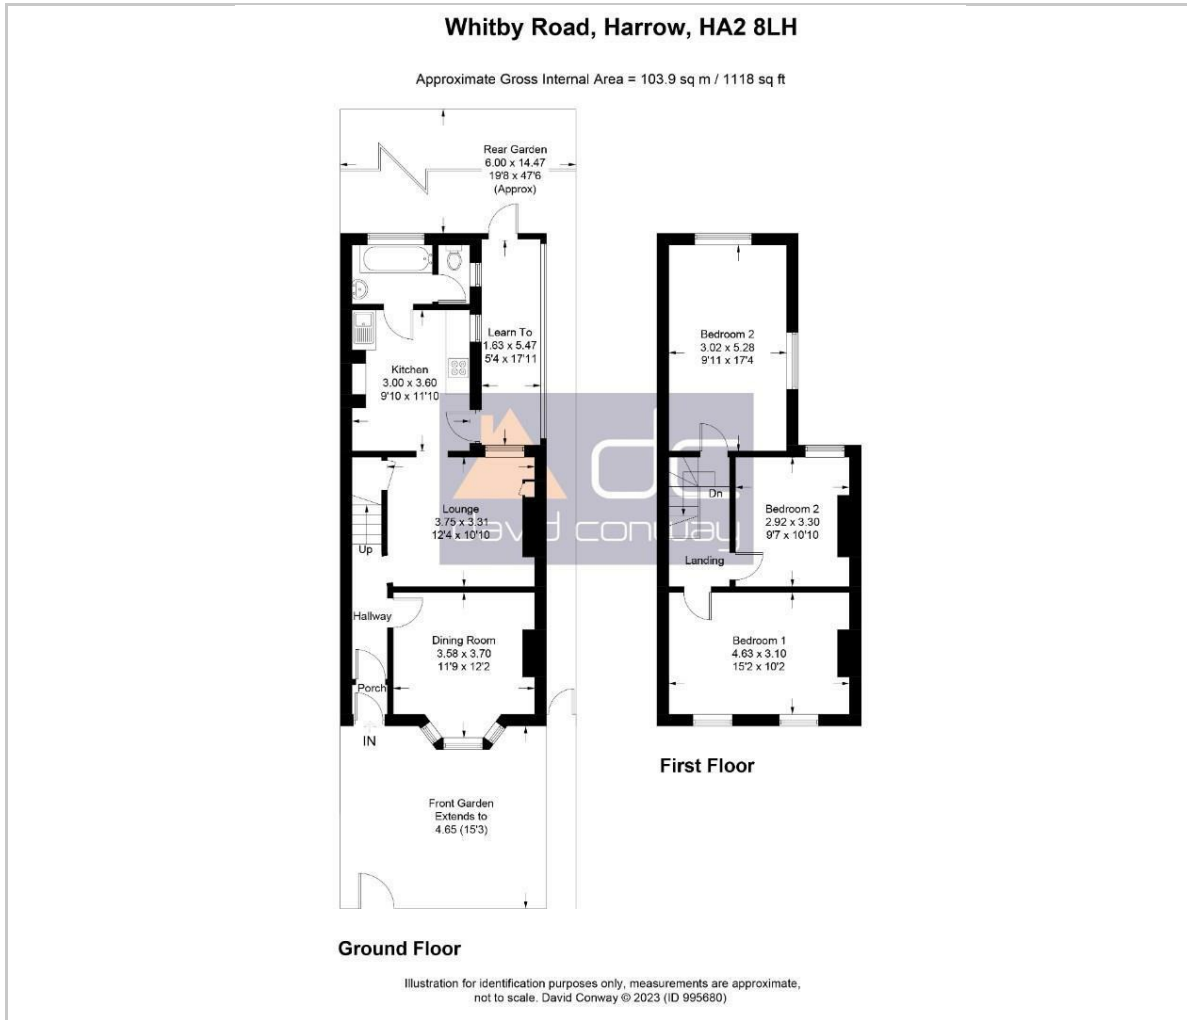 Whitby Road, Harrow, HA2 8LH
Approximate Gross Internal Area = 103.9 sq m / 1118 sq ft
Rear Garden
6.00 x 14.47
19'8 x 47'6
(Approx)
Learn To
1.63 x 5.47
5'4 x 17'11
Kitchen
3.00 x 3.60
9'10 x 11'10
Lounge
3.75 x 3.31
12'4 x 10'10
Up
Hallway
Dining Room
3.58 x 3.70
11'9 x 12'2
Porch
IN
Front Garden
Extends to
4.65 (15'3)
Ground Floor
Bedroom 2
3.02 x 5.28
9'11 x 17'4
Dn
Bedroom 2
2.92 x 3.30
9'7 x 10'10
Landing
Bedroom 1
4.63 x 3.10
15'2 x 10'2
First Floor
dc
david conway
Illustration for identification purposes only, measurements are approximate,
not to scale. David Conway © 2023 (ID 995680)